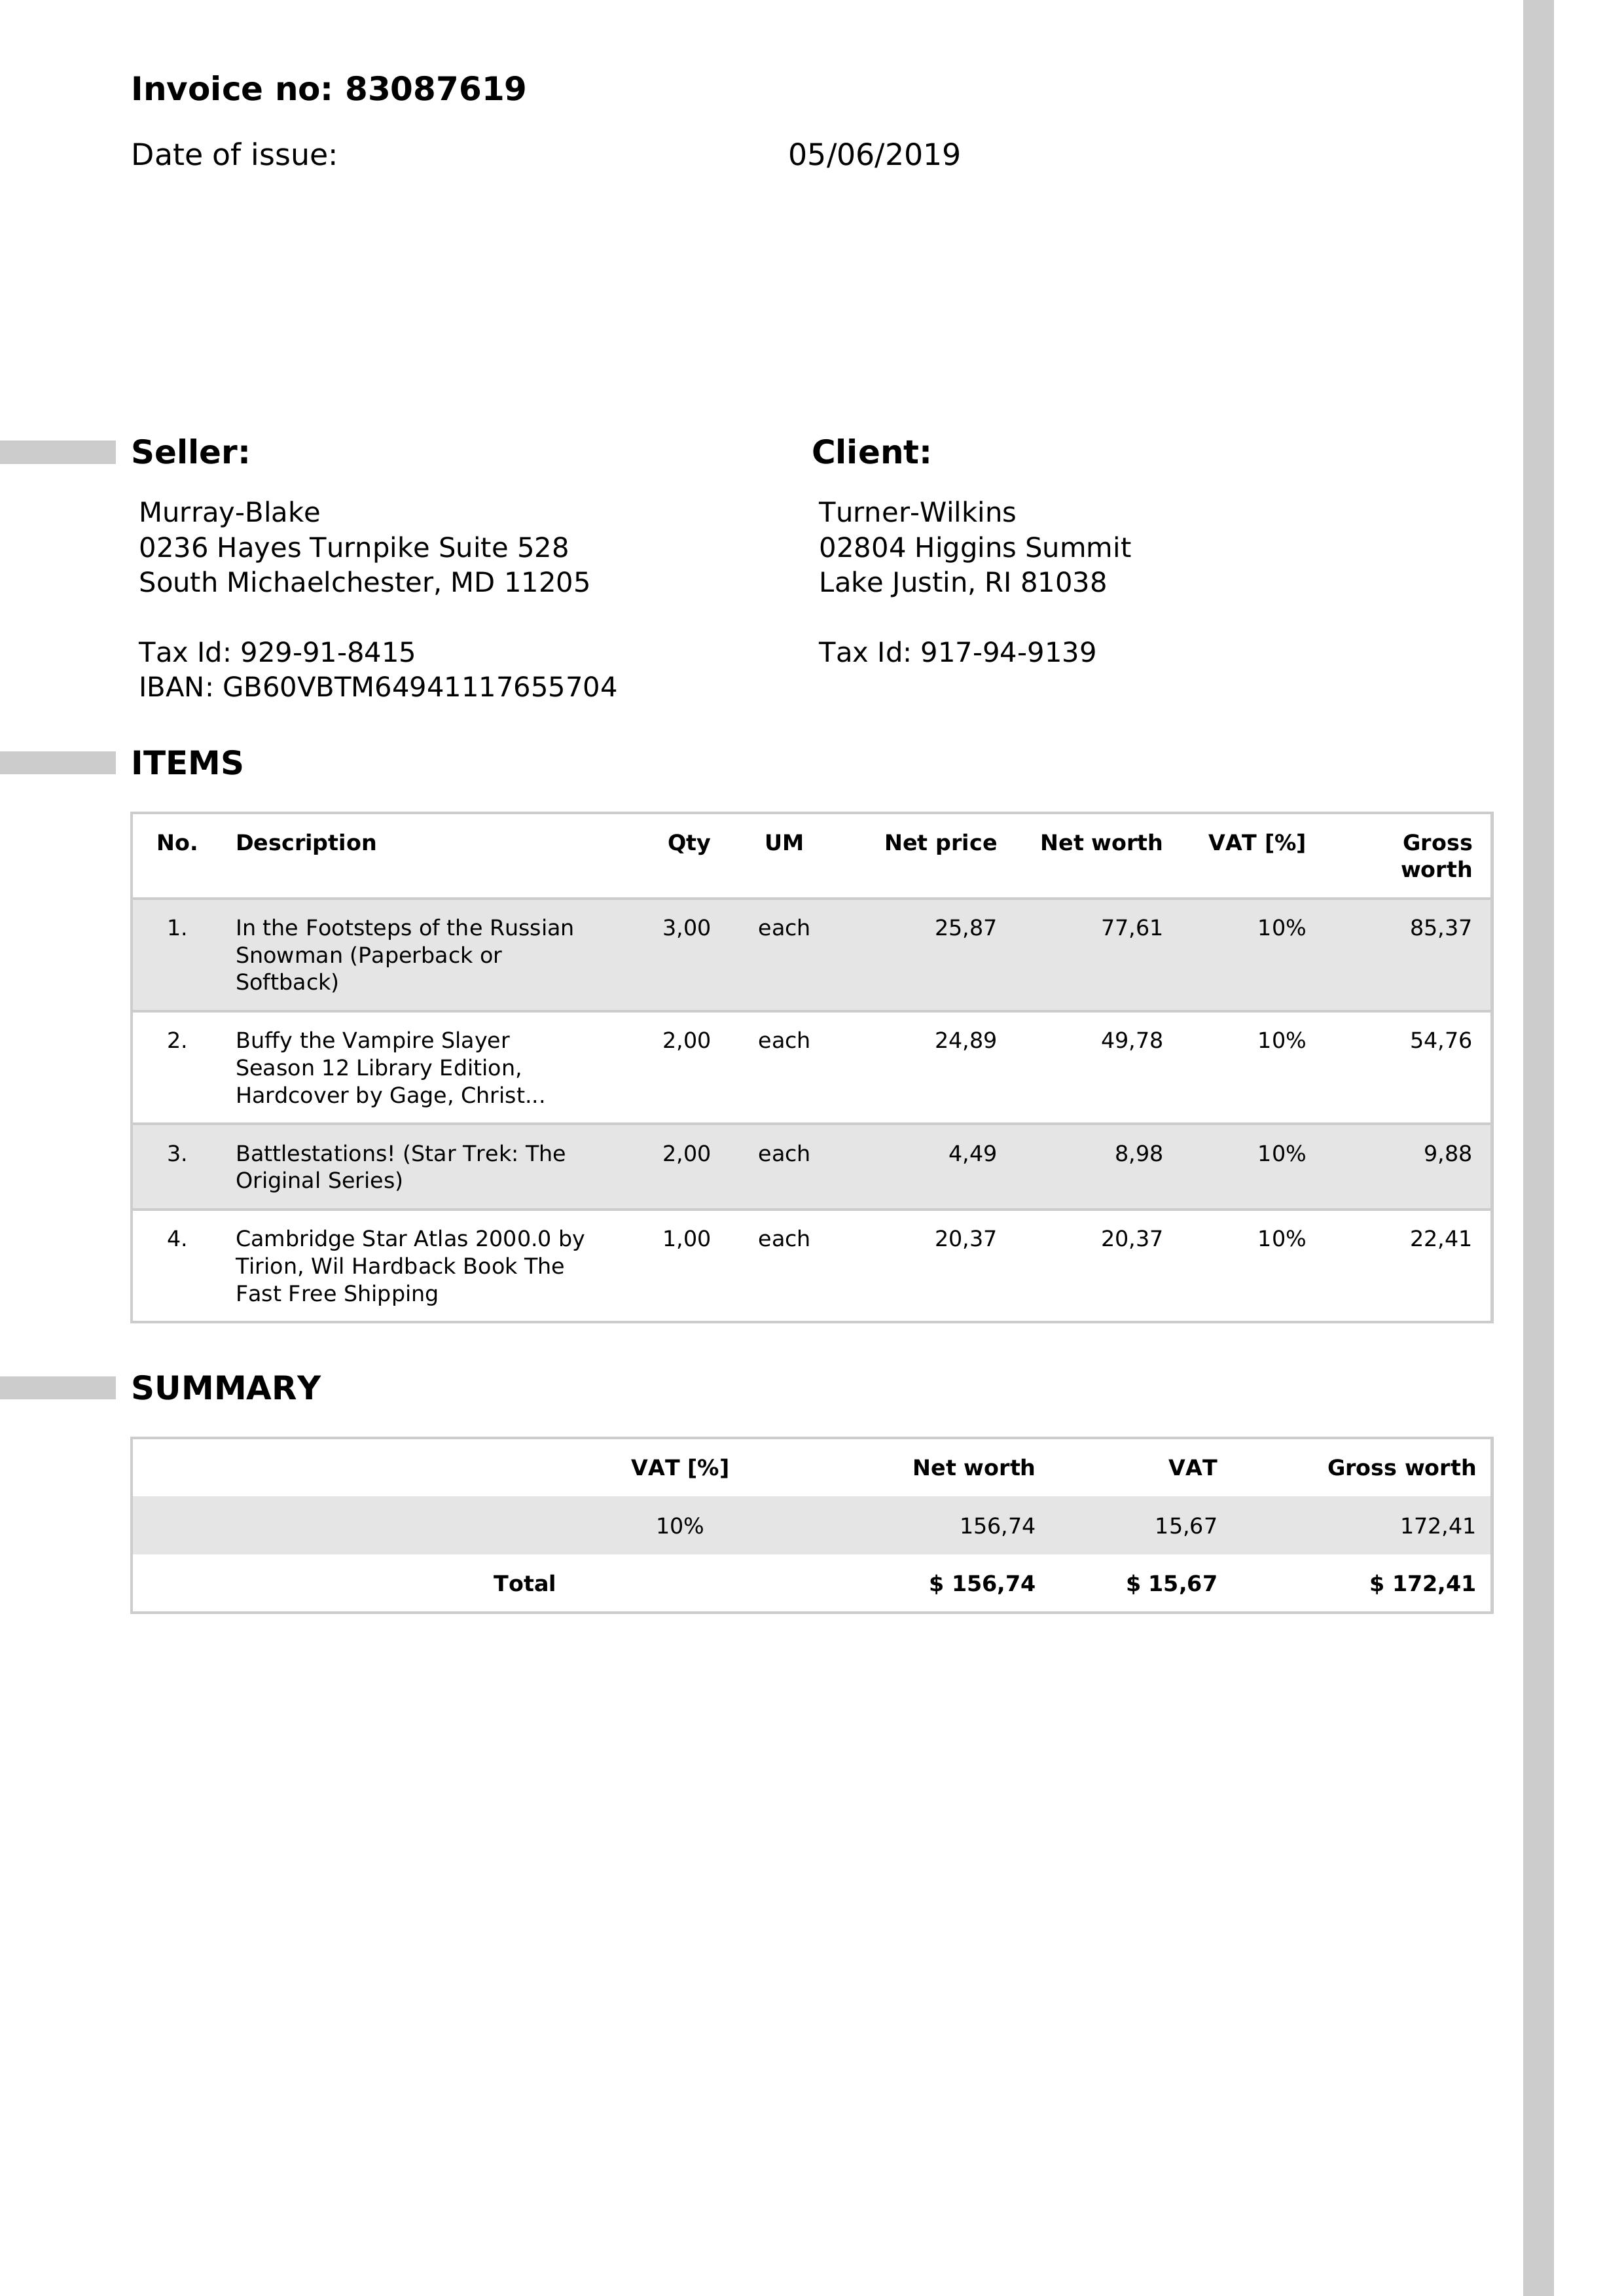 Invoice no: 83087619
Date of issue: 05/06/2019
Seller:
Murray-Blake
0236 Hayes Turnpike Suite 528
South Michaelchester, MD 11205
Tax Id: 929-91-8415
IBAN: GB60VBTM64941117655704
Client:
Turner-Wilkins
02804 Higgins Summit
Lake Justin, RI 81038
Tax Id: 917-94-9139
ITEMS
No. Description Qty UM Net price Net worth VAT [%] Gross
worth
1. In the Footsteps of the Russian 3,00 each 25,87 77,61 10% 85,37
Snowman (Paperback or
Softback)
2. Buffy the Vampire Slayer 2,00 each 24,89 49,78 10% 54,76
Season 12 Library Edition,
Hardcover by Gage, Christ...
3. Battlestations! (Star Trek: The 2,00 each 4,49 8,98 10% 9,88
Original Series)
4. Cambridge Star Atlas 2000.0 by 1,00 each 20,37 20,37 10% 22,41
Tirion, Wil Hardback Book The
Fast Free Shipping
SUMMARY
VAT [%] Net worth VAT Gross worth
10% 156,74 15,67 172,41
Total $ 156,74 $ 15,67 $ 172,41